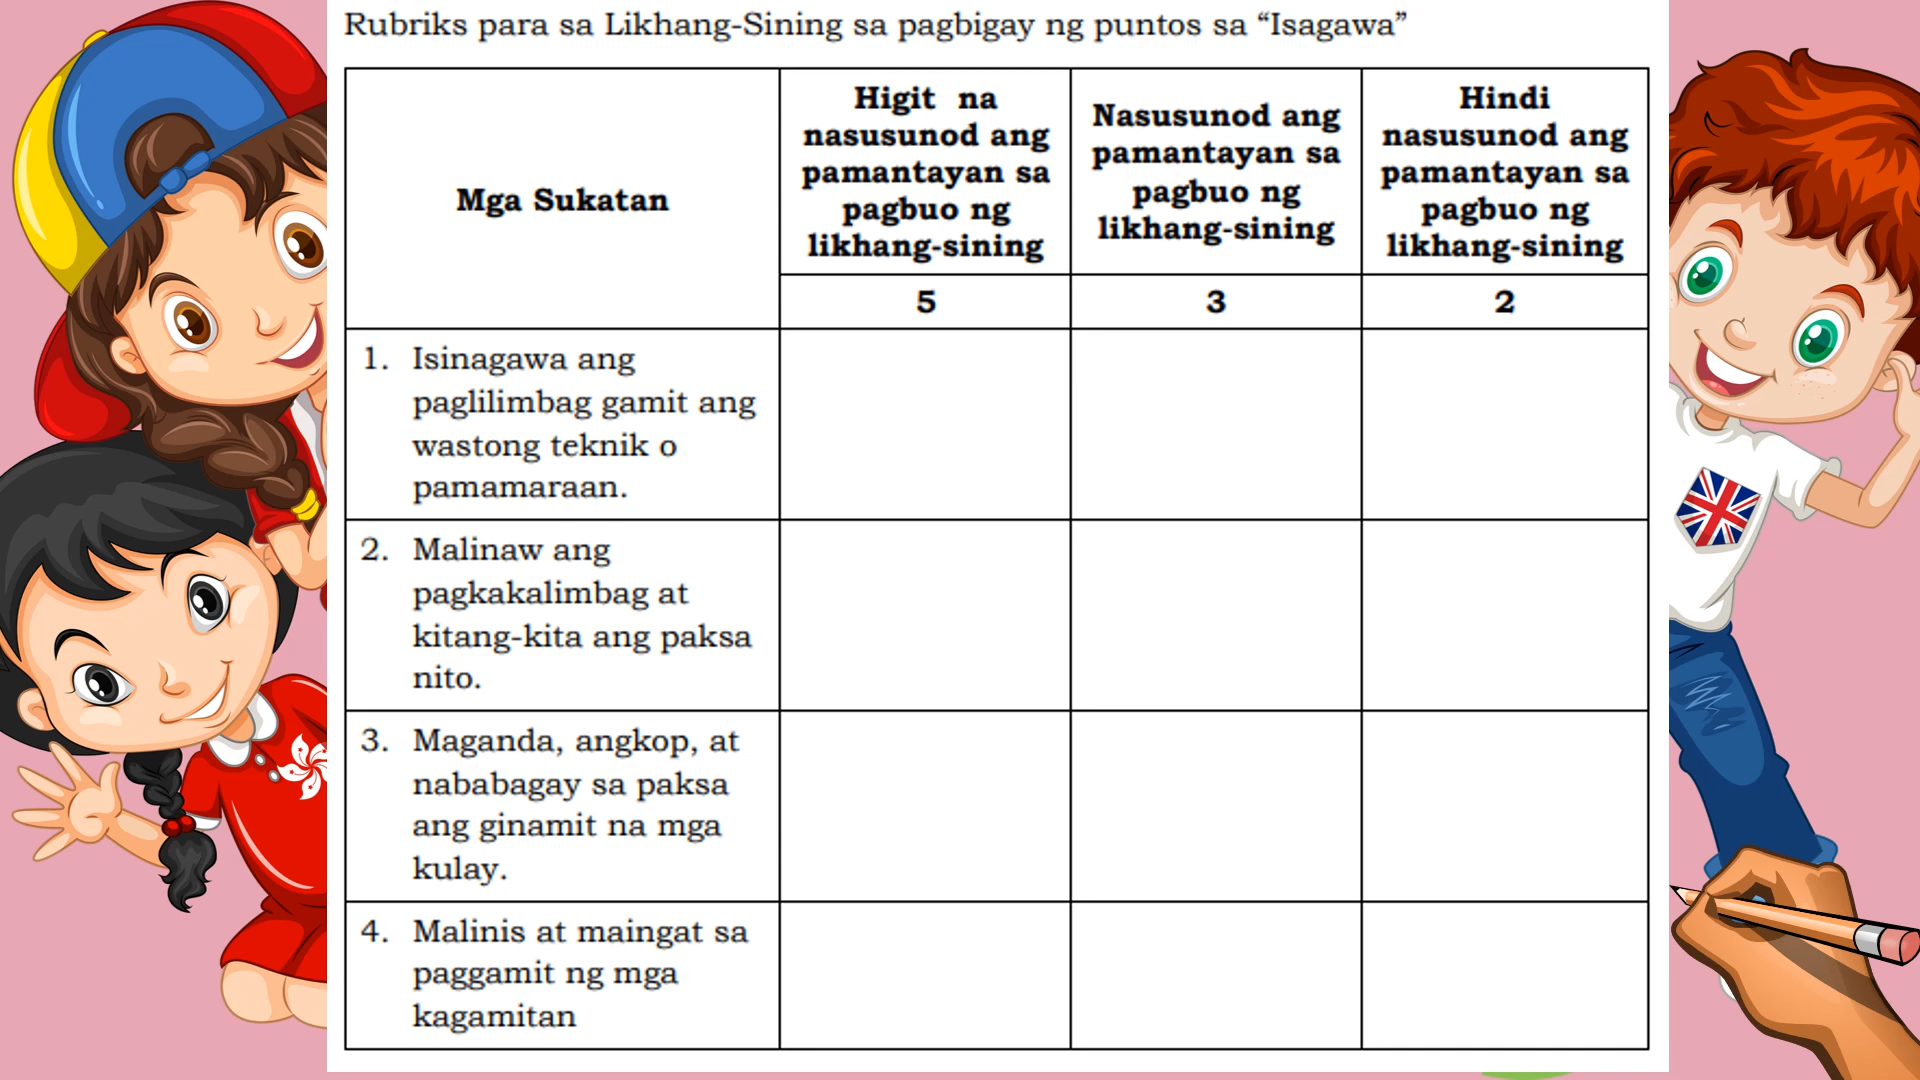 Rubriks para sa Likhang-Sining sa pagbigay ng puntos sa “Isagawa”
Mga Sukatan
Higit na
nasusunod ang
pamantayan sa
pagbuo ng
likhang-sining
Nasusunod ang
pamantayan sa
pagbuo ng
likhang-sining
Hindi
nasusunod ang
pamantayan sa
pagbuo ng
likhang-sining
5
3
2
1. Isinagawa ang
paglilimbag gamit ang
wastong teknik o
pamamaraan.
2. Malinaw ang
pagkakalimbag at
kitang-kita ang paksa
nito.
3. Maganda, angkop, at
nababagay sa paksa
ang ginamit na mga
kulay.
4. Malinis at maingat sa
paggamit ng mga
kagamitan